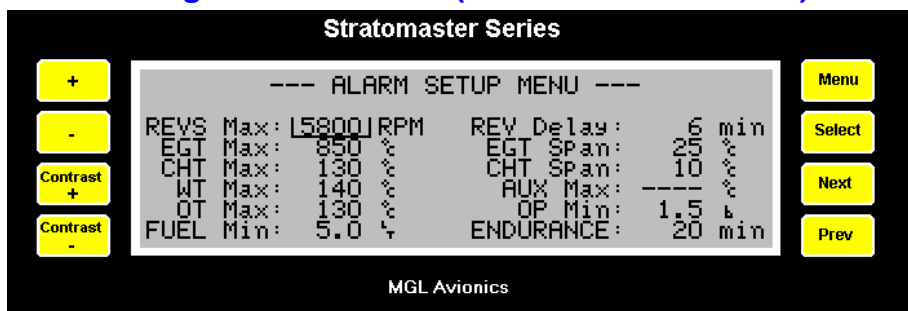 Stratomaster Series
+
-
Contrast
+
Contrast
-
--- ALARM SETUP MENU ---
REVS Max: 5800 RPM REV Delay: 6 min
EGT Max: 850 °c EGT Span: 25 °c
CHT Max: 130 °c CHT Span: 10 °c
WT Max: 140 °c AUX Max: ---- °c
OT Max: 130 °c OP Min: 1.5 b
FUEL Min: 5.0 ENDURANCE: 20 min
Menu
Select
Next
Prev
MGL Avionics